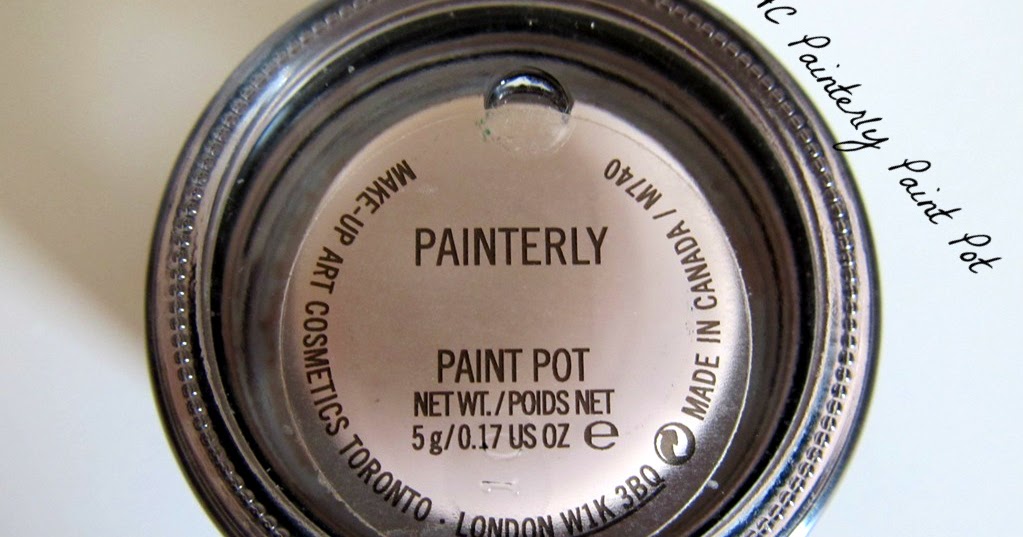 PAINTERLY
PAINT POT
NET WT./POIDS NET
5 g/0.17 US OZ e
MAKE-UP ART COSMETICS TORONTO · LONDON W1K 3BQ
MADE IN CANADA / M740
Painterly Paint Pot